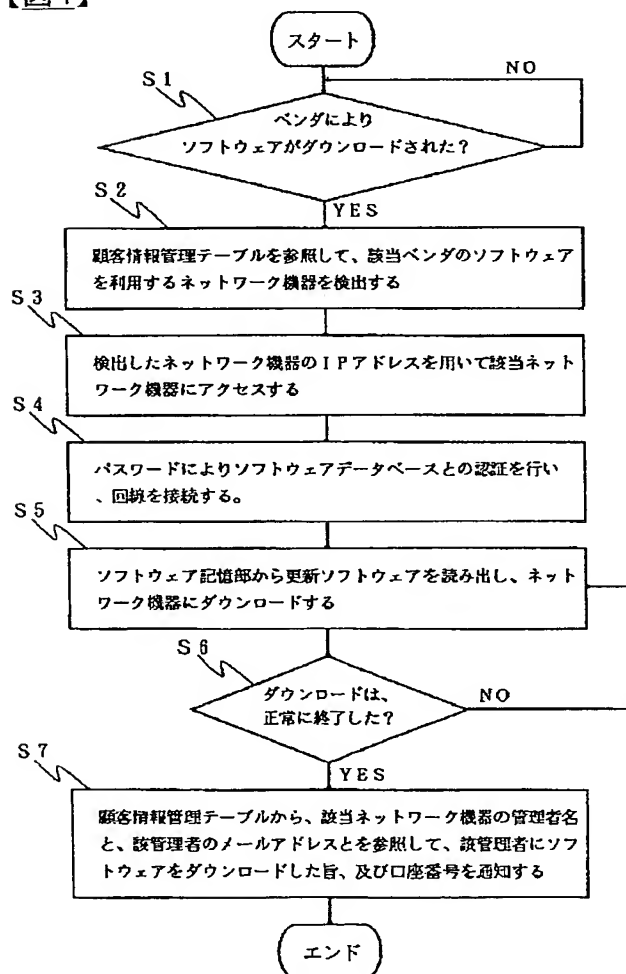 【図4】
スタート
S1
NO
ベンダにより
ソフトウェアがダウンロードされた？
YES
S2
顧客情報管理テーブルを参照して、該当ベンダのソフトウェア
を利用するネットワーク機器を検出する
S3
検出したネットワーク機器のIPアドレスを用いて該当ネット
ワーク機器にアクセスする
S4
パスワードによりソフトウェアデータベースとの認証を行い
、回線を接続する。
S5
ソフトウェア記憶部から更新ソフトウェアを読み出し、ネット
ワーク機器にダウンロードする
S6
ダウンロードは、
正常に終了した？
NO
YES
S7
顧客情報管理テーブルから、該当ネットワーク機器の管理者名
と、該管理者のメールアドレスとを参照して、該管理者にソフ
トウェアをダウンロードした旨、及び口座番号を通知する
エンド